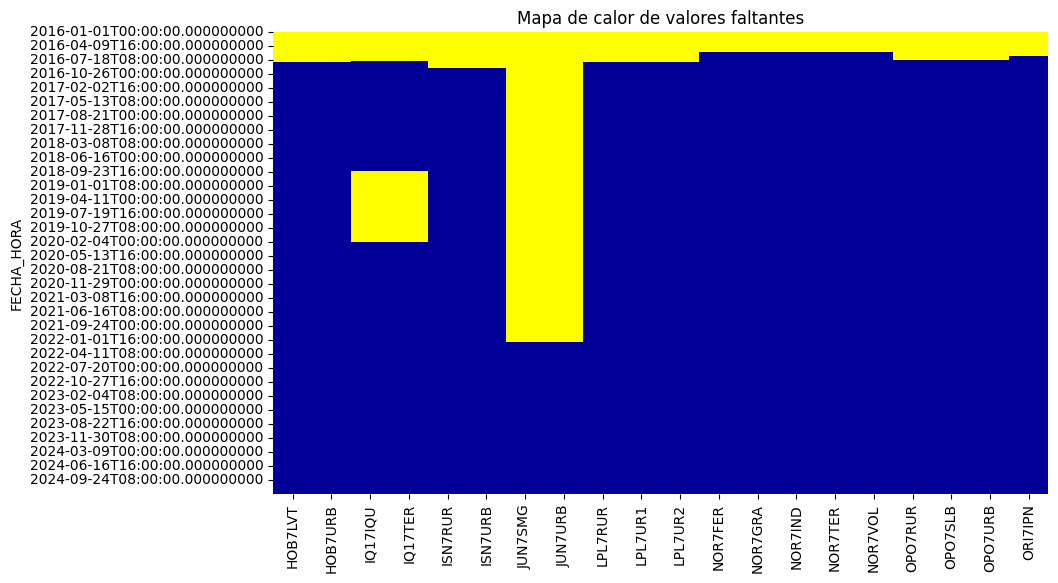 Mapa de calor de valores faltantes
FECHA_HORA
2016-01-01T00:00:00.000000000
2016-04-09T16:00:00.000000000
2016-07-18T08:00:00.000000000
2016-10-26T00:00:00.000000000
2017-02-02T16:00:00.000000000
2017-05-13T08:00:00.000000000
2017-08-21T00:00:00.000000000
2017-11-28T16:00:00.000000000
2018-03-08T08:00:00.000000000
2018-06-16T00:00:00.000000000
2018-09-23T16:00:00.000000000
2019-01-01T08:00:00.000000000
2019-04-11T00:00:00.000000000
2019-07-19T16:00:00.000000000
2019-10-27T08:00:00.000000000
2020-02-04T00:00:00.000000000
2020-05-13T16:00:00.000000000
2020-08-21T08:00:00.000000000
2020-11-29T00:00:00.000000000
2021-03-08T16:00:00.000000000
2021-06-16T08:00:00.000000000
2021-09-24T00:00:00.000000000
2022-01-01T16:00:00.000000000
2022-04-11T08:00:00.000000000
2022-07-20T00:00:00.000000000
2022-10-27T16:00:00.000000000
2023-02-04T08:00:00.000000000
2023-05-15T00:00:00.000000000
2023-08-22T16:00:00.000000000
2023-11-30T08:00:00.000000000
2024-03-09T00:00:00.000000000
2024-06-16T16:00:00.000000000
2024-09-24T08:00:00.000000000
HOB7LVT
HOB7URB
IQ17IQU
IQ17TER
ISN7RUR
ISN7URB
JUN7SMG
JUN7URB
LPL7RUR
LPL7UR1
LPL7UR2
NOR7FER
NOR7GRA
NOR7IND
NOR7TER
NOR7VOL
OPO7RUR
OPO7SLB
OPO7URB
ORI7IPN